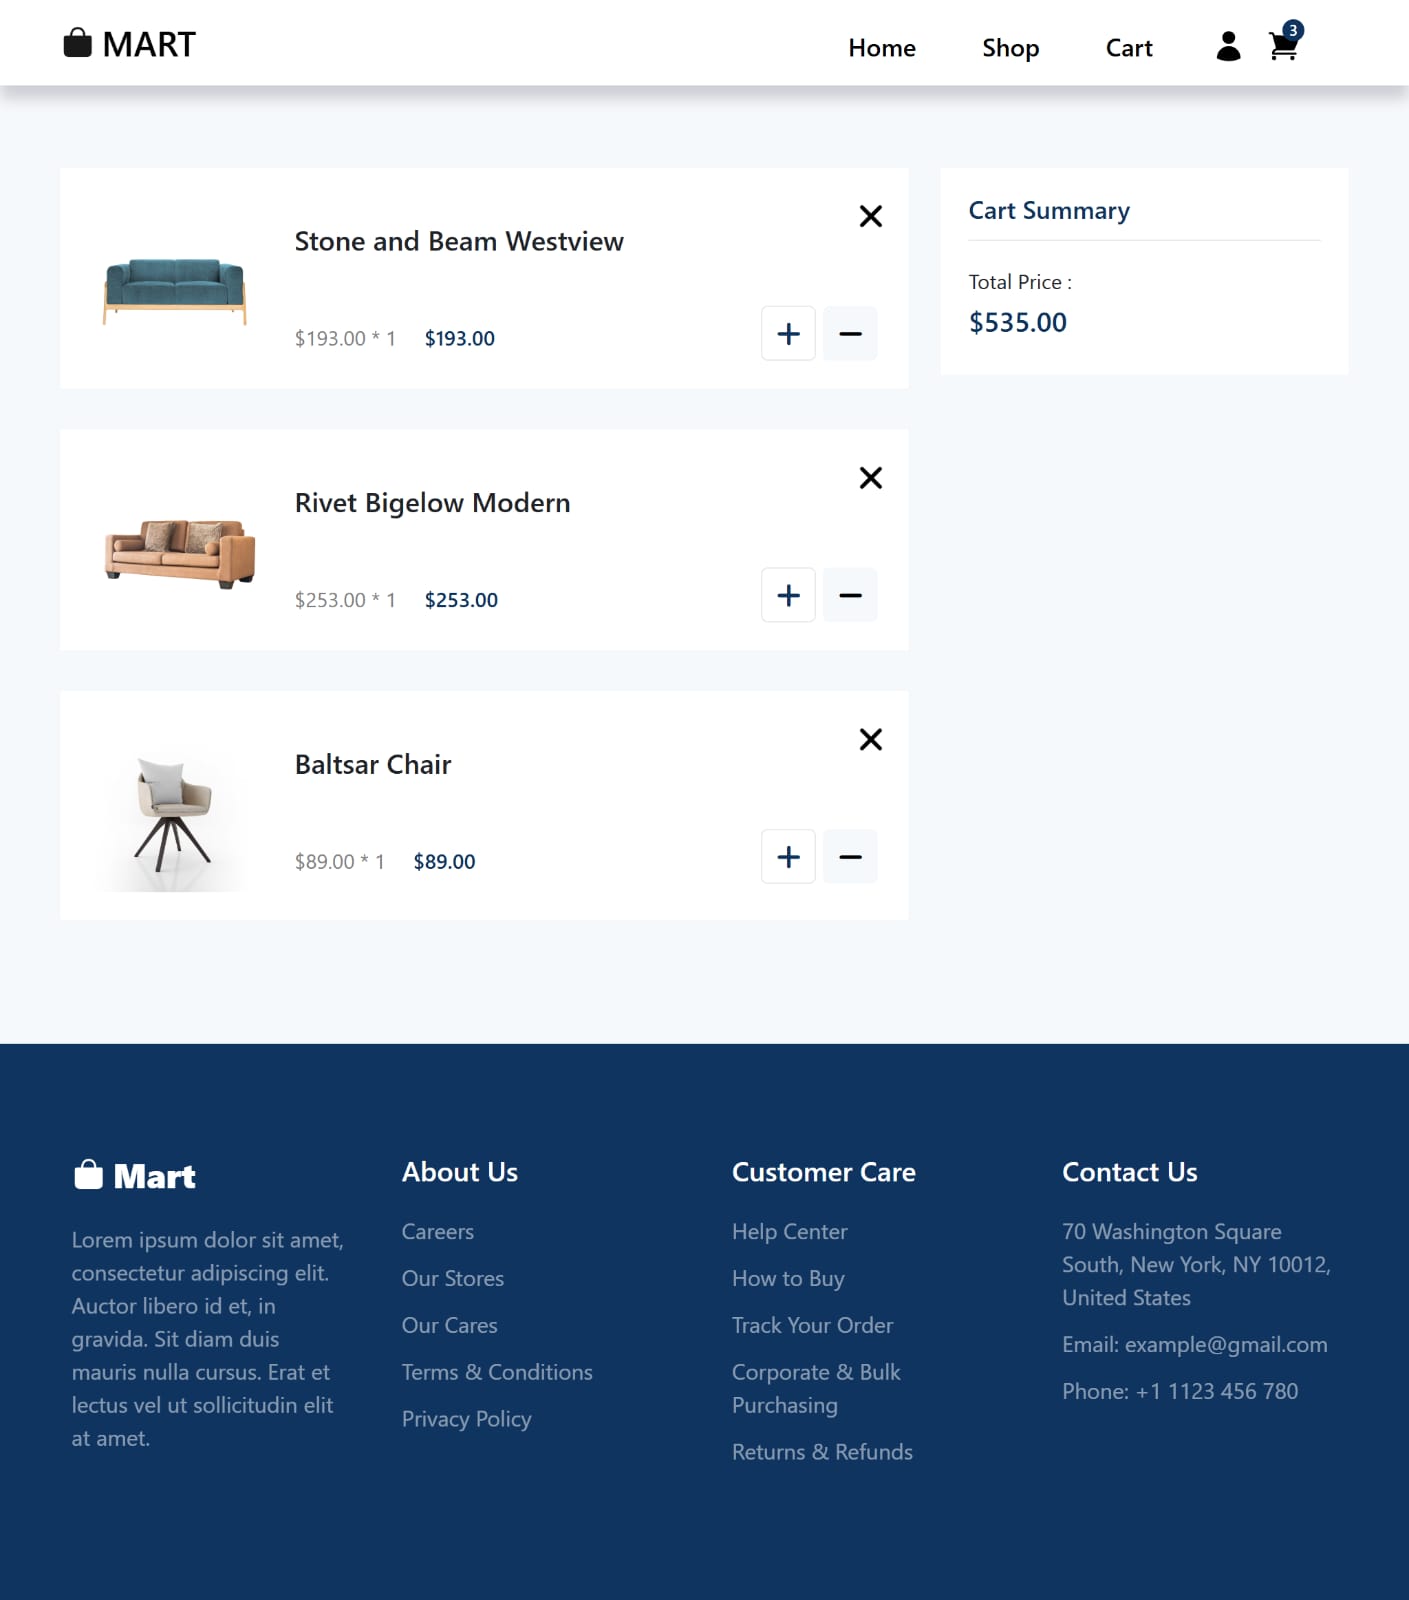 MART
Home Shop Cart 3
Stone and Beam Westview
$193.00 * 1 $193.00
Rivet Bigelow Modern
$253.00 * 1 $253.00
Baltsar Chair
$89.00 * 1 $89.00
Cart Summary
Total Price :
$535.00
Mart
Lorem ipsum dolor sit amet,
consectetur adipiscing elit.
Auctor libero id et, in
gravida. Sit diam duis
mauris nulla cursus. Erat et
lectus vel ut sollicitudin elit
at amet.
About Us
Careers
Our Stores
Our Cares
Terms & Conditions
Privacy Policy
Customer Care
Help Center
How to Buy
Track Your Order
Corporate & Bulk
Purchasing
Returns & Refunds
Contact Us
70 Washington Square
South, New York, NY 10012,
United States
Email: example@gmail.com
Phone: +1 1123 456 780